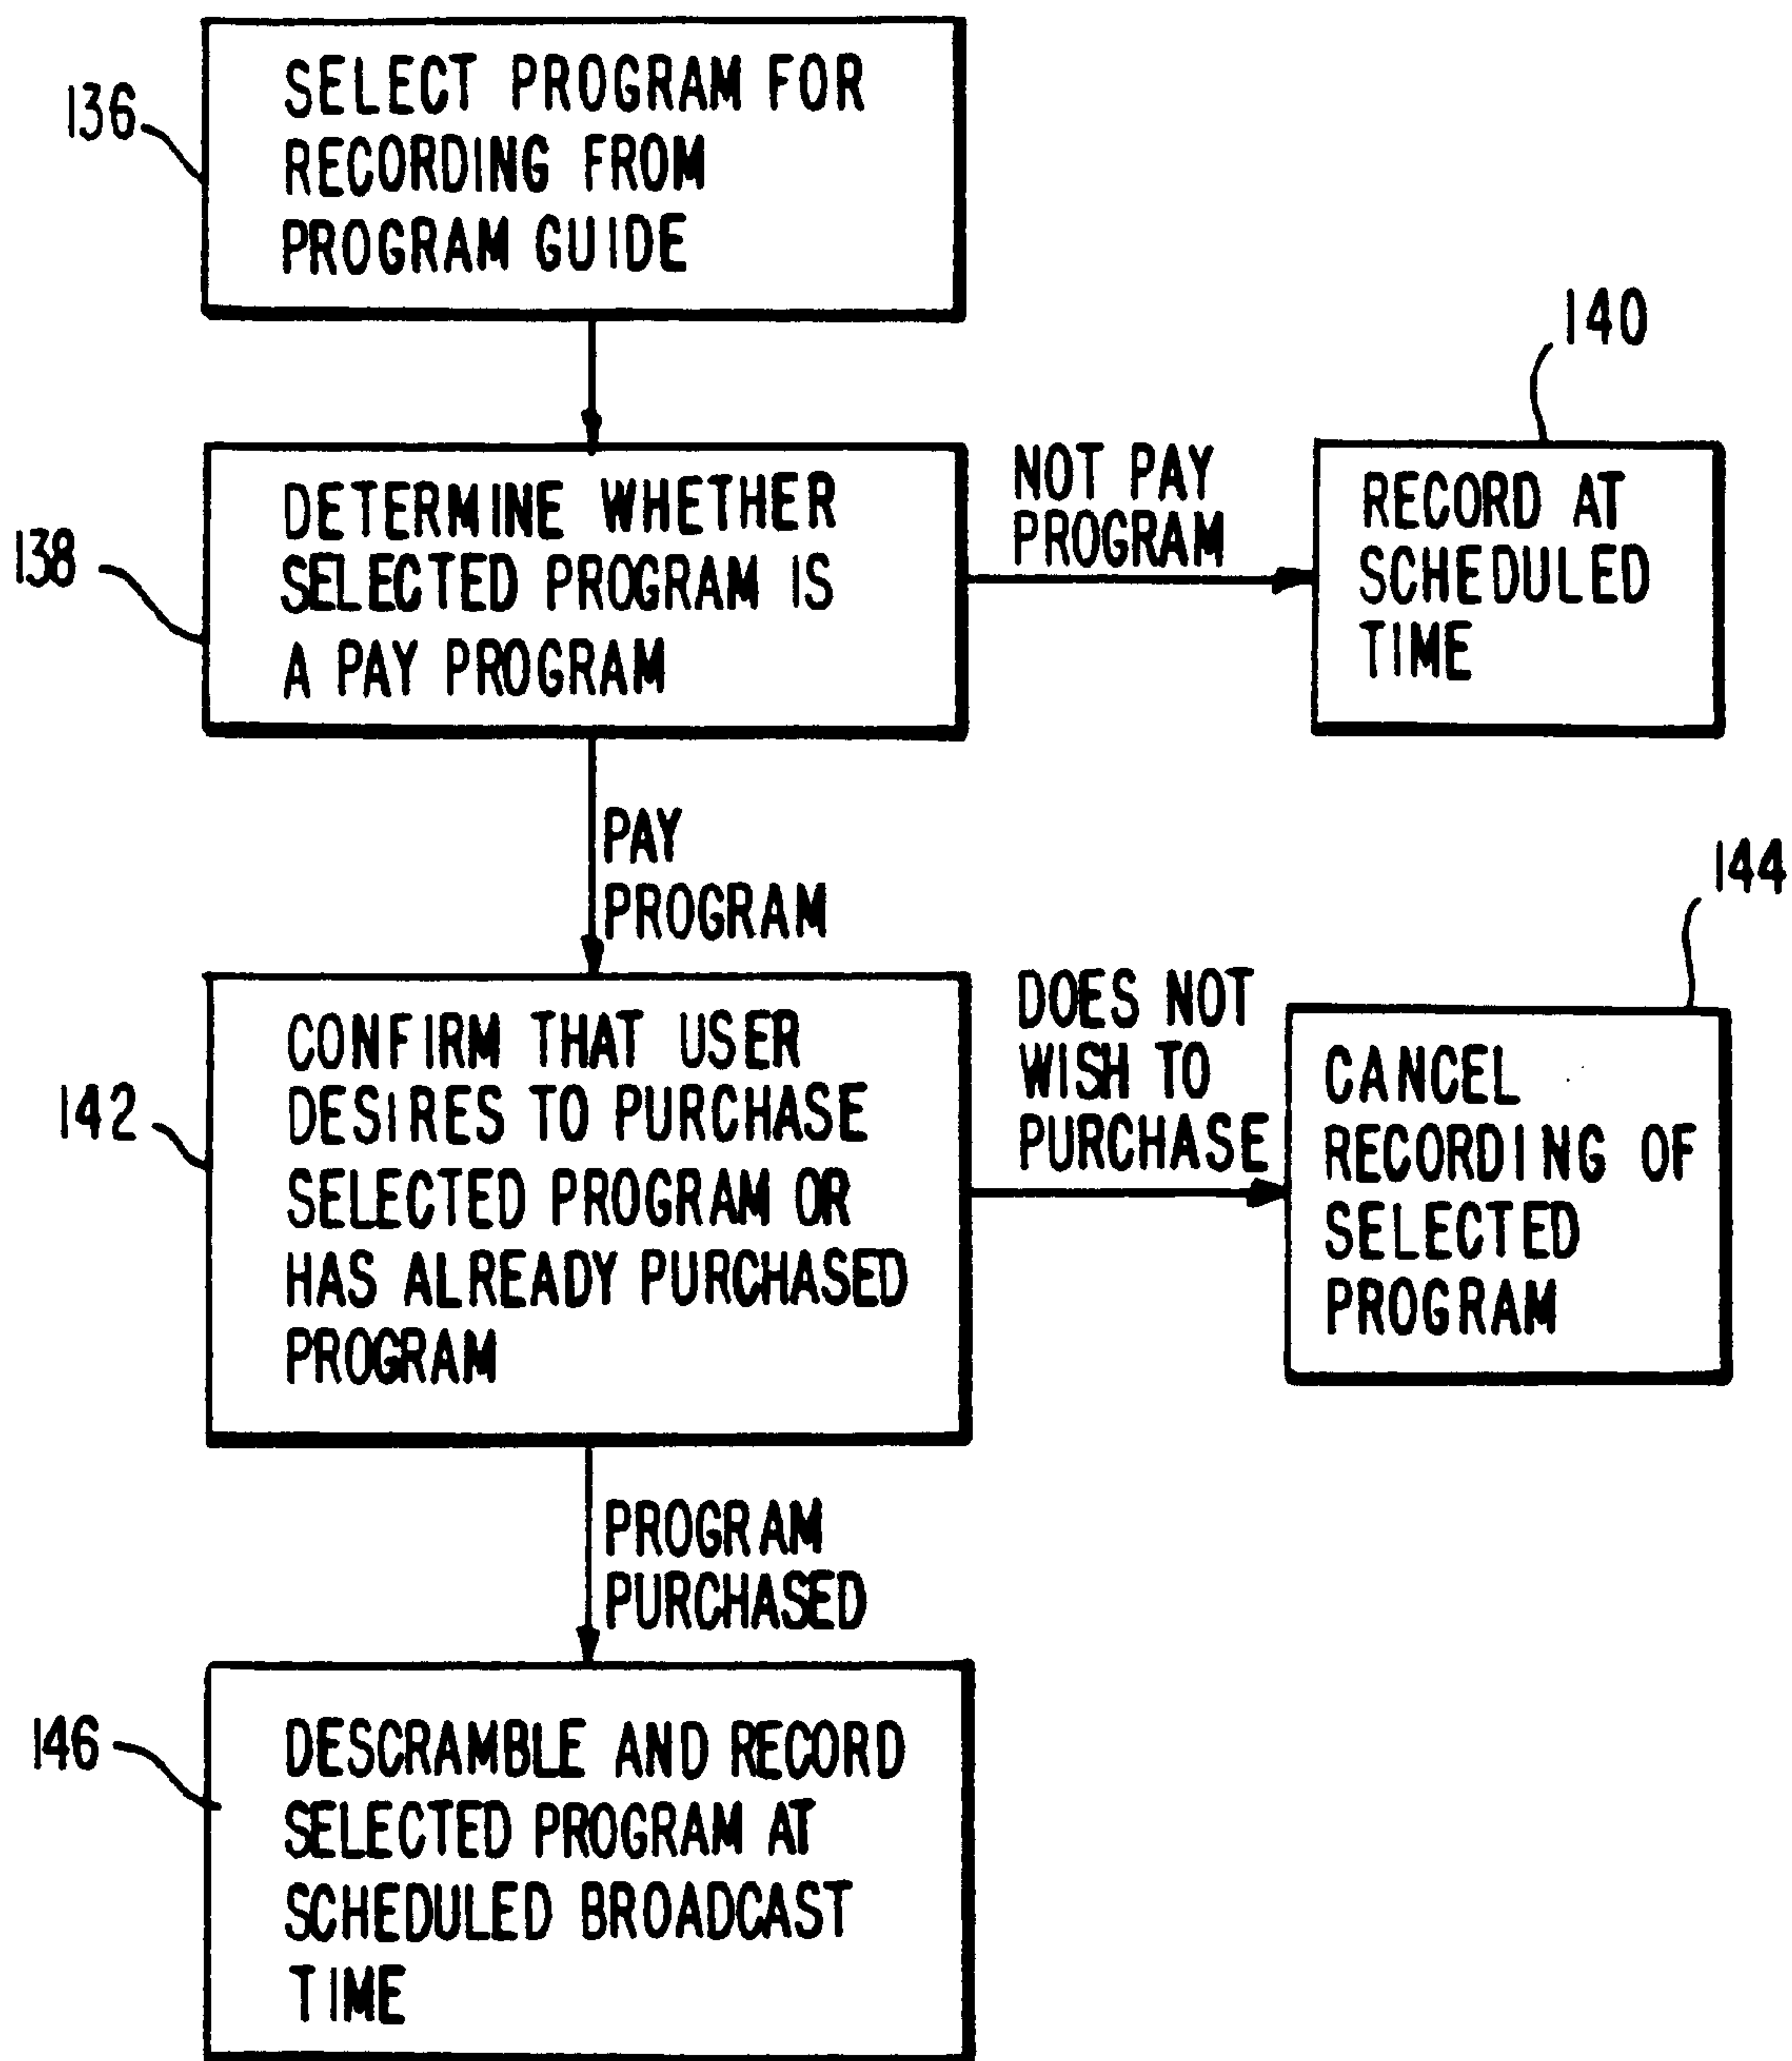 136
SELECT PROGRAM FOR
RECORDING FROM
PROGRAM GUIDE
138
DETERMINE WHETHER
SELECTED PROGRAM IS
A PAY PROGRAM
NOT PAY
PROGRAM
140
RECORD AT
SCHEDULED
TIME
PAY
PROGRAM
142
CONFIRM THAT USER
DESIRES TO PURCHASE
SELECTED PROGRAM OR
HAS ALREADY PURCHASED
PROGRAM
DOES NOT
WISH TO
PURCHASE
144
CANCEL
RECORDING OF
SELECTED
PROGRAM
PROGRAM
PURCHASED
146
DESCRAMBLE AND RECORD
SELECTED PROGRAM AT
SCHEDULED BROADCAST
TIME